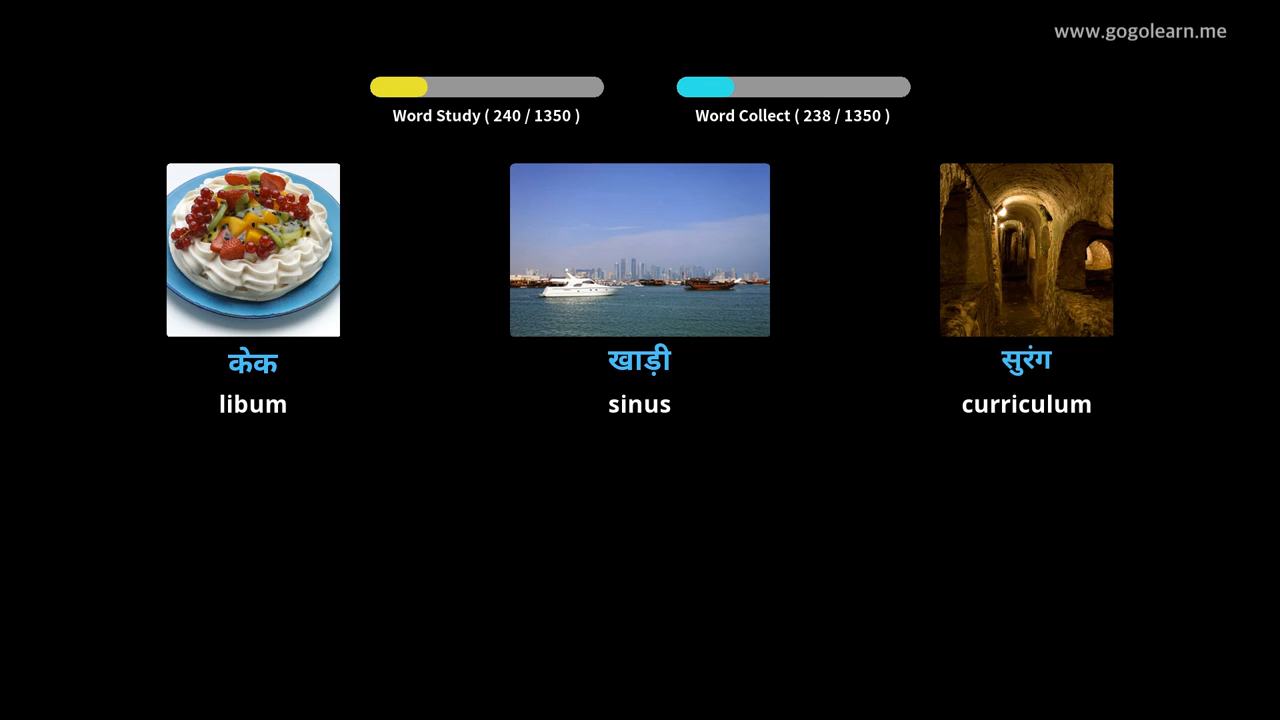 www.gogolearn.me
Word Study ( 240 / 1350 )
Word Collect ( 238 / 1350 )
केक
खाड़ी
सुरंग
libum
sinus
curriculum